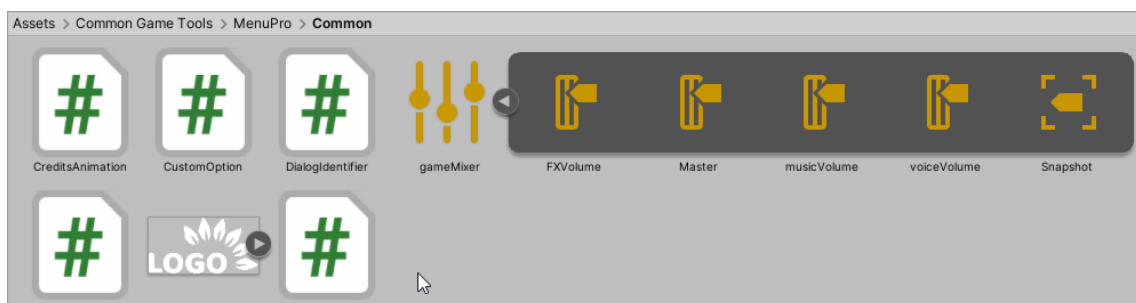 Assets > Common Game Tools > MenuPro > Common
CreditsAnimation CustomOption DialogIdentifier gameMixer FXVolume Master musicVolume voiceVolume Snapshot
LOGO